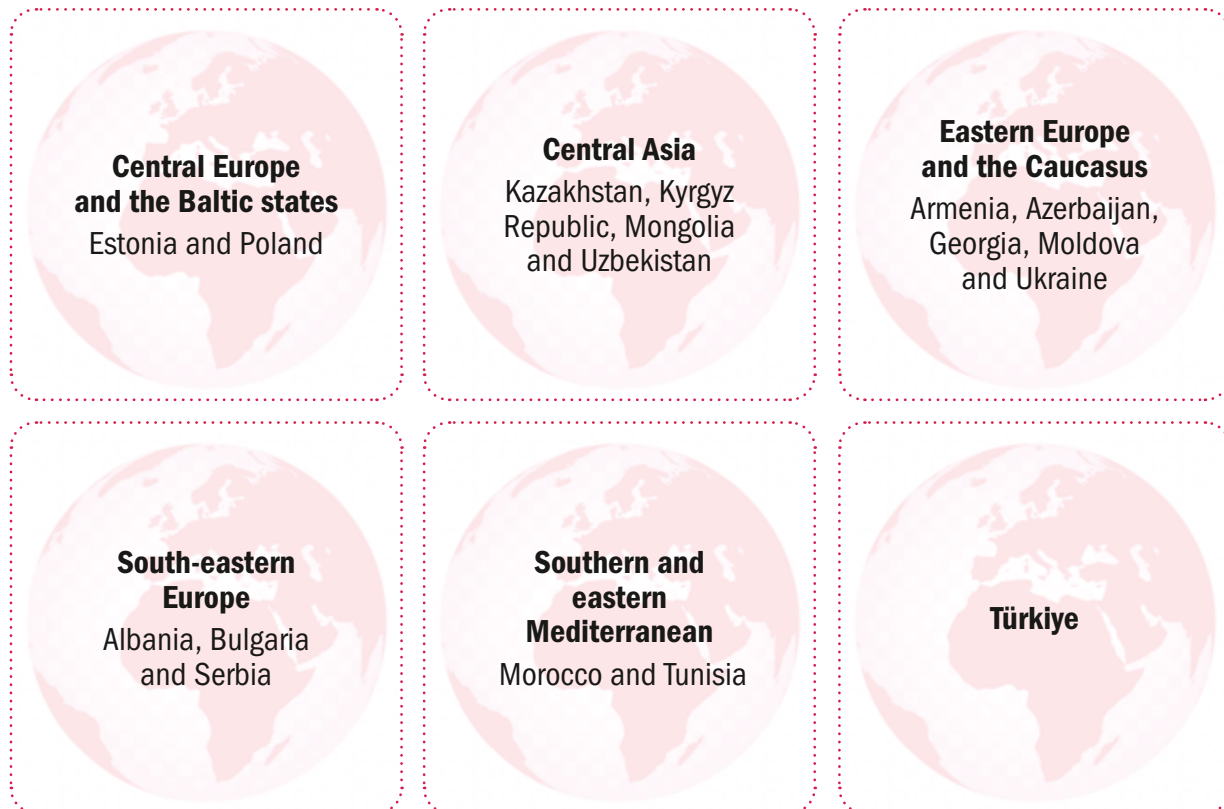 Central Europe
and the Baltic states
Estonia and Poland
Central Asia
Kazakhstan, Kyrgyz
Republic, Mongolia
and Uzbekistan
Eastern Europe
and the Caucasus
Armenia, Azerbaijan,
Georgia, Moldova
and Ukraine
South-eastern
Europe
Albania, Bulgaria
and Serbia
Southern and
eastern
Mediterranean
Morocco and Tunisia
Türkiye